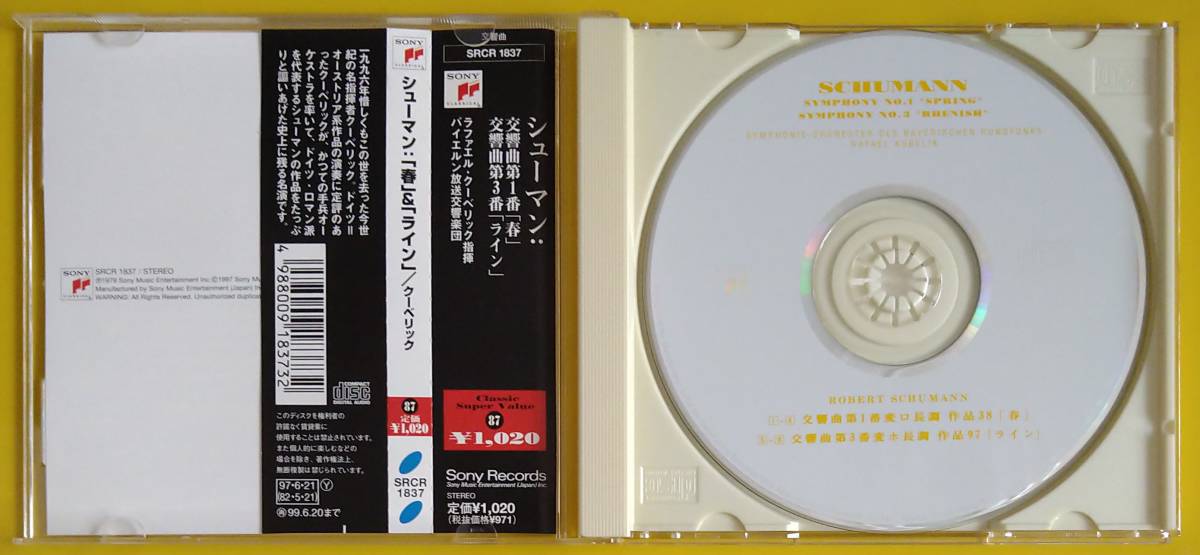 SONY
CLASSICAL
SRCR 1837 / STEREO
℗1979 Sony Music Entertainment Inc. ©1997 Sony M
Manufactured by Sony Music Entertainment (Japan) Inc
WARNING: All Rights Reserved. Unauthorized duplicat
一九九六年惜しくもこの世を去った今世
紀の名指揮者クーベリック。ドイツ＝
オーストリア系作品の演奏に定評のあ
ったクーベリックが、かつての手兵オー
ケストラを率いて、ドイツ・ロマン派
を代表するシューマンの作品をたっぷ
りと謳いあげた史上に残る名演です。
4 988009 183732
COMPACT
disc
DIGITAL AUDIO
このディスクを権利者の
許諾なく賃貸業に
使用することは禁じられています。
また個人的に楽しむなどの
場合を除き、著作権法上、
無断複製は禁じられています。
97・6・21 Y
(82・5・21)
再 99.6.20まで
SONY
CLASSICAL
シューマン:「春」&「ライン」/クーベリック
87
定価
¥1,020
SRCR
1837
交響曲
SRCR 1837
SONY
CLASSICAL
シューマン:
交響曲第1番「春」
交響曲第3番「ライン」
ラファエル・クーベリック指揮
バイエルン放送交響楽団
Classic
Super Value
87
¥1,020
Sony Records
Sony Music Entertainment (Japan) Inc.
STEREO
定価¥1,020
(税抜価格¥971)
SCHUMANN
SYMPHONY NO.1 "SPRING"
SYMPHONY NO.3 "RHENISH"
SYMPHONIE-ORCHESTER DES BAYERISCHEN RUNDFUNKS
RAFAEL KUBELIK
ROBERT SCHUMANN
1-4 交響曲第1番変ロ長調 作品38「春」
5-9 交響曲第3番変ホ長調 作品97「ライン」